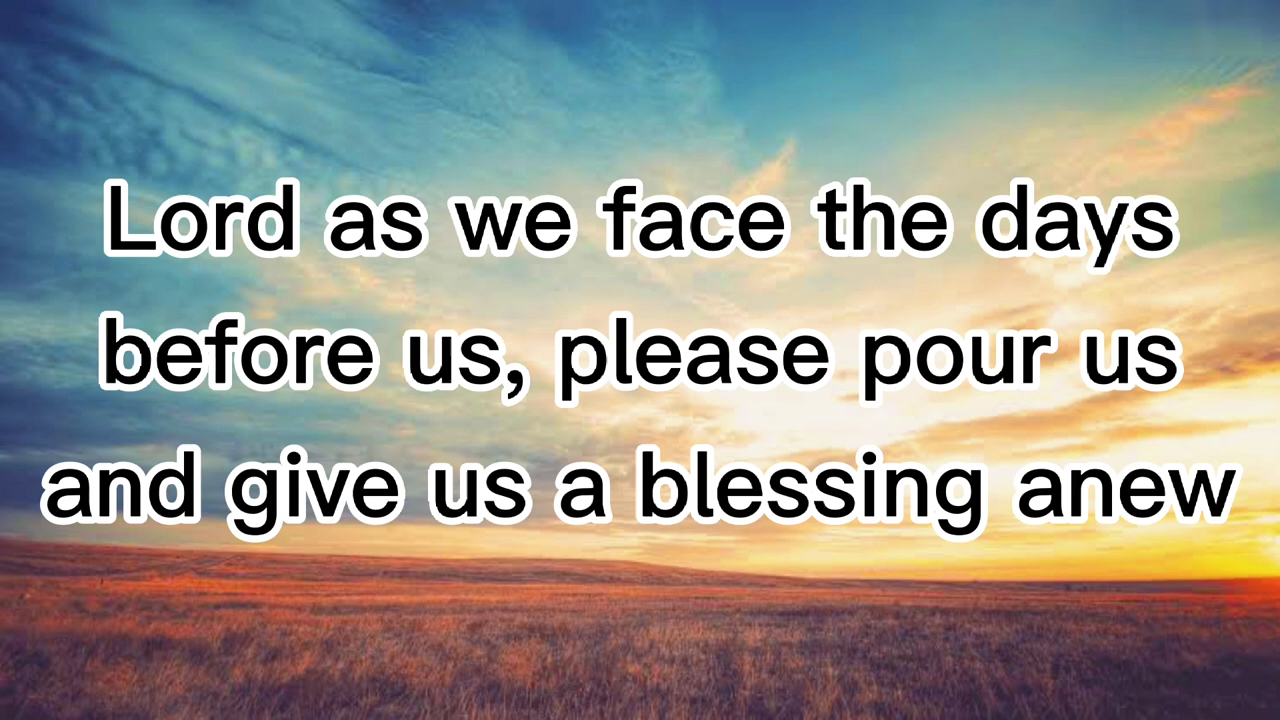 Lord as we face the days
before us, please pour us
and give us a blessing anew